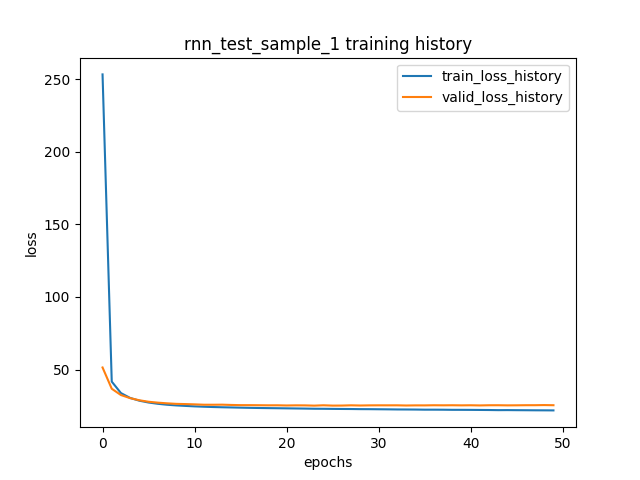 rnn_test_sample_1 training history
train_loss_history
valid_loss_history
250
200
150
100
50
loss
0
10
20
30
40
50
epochs